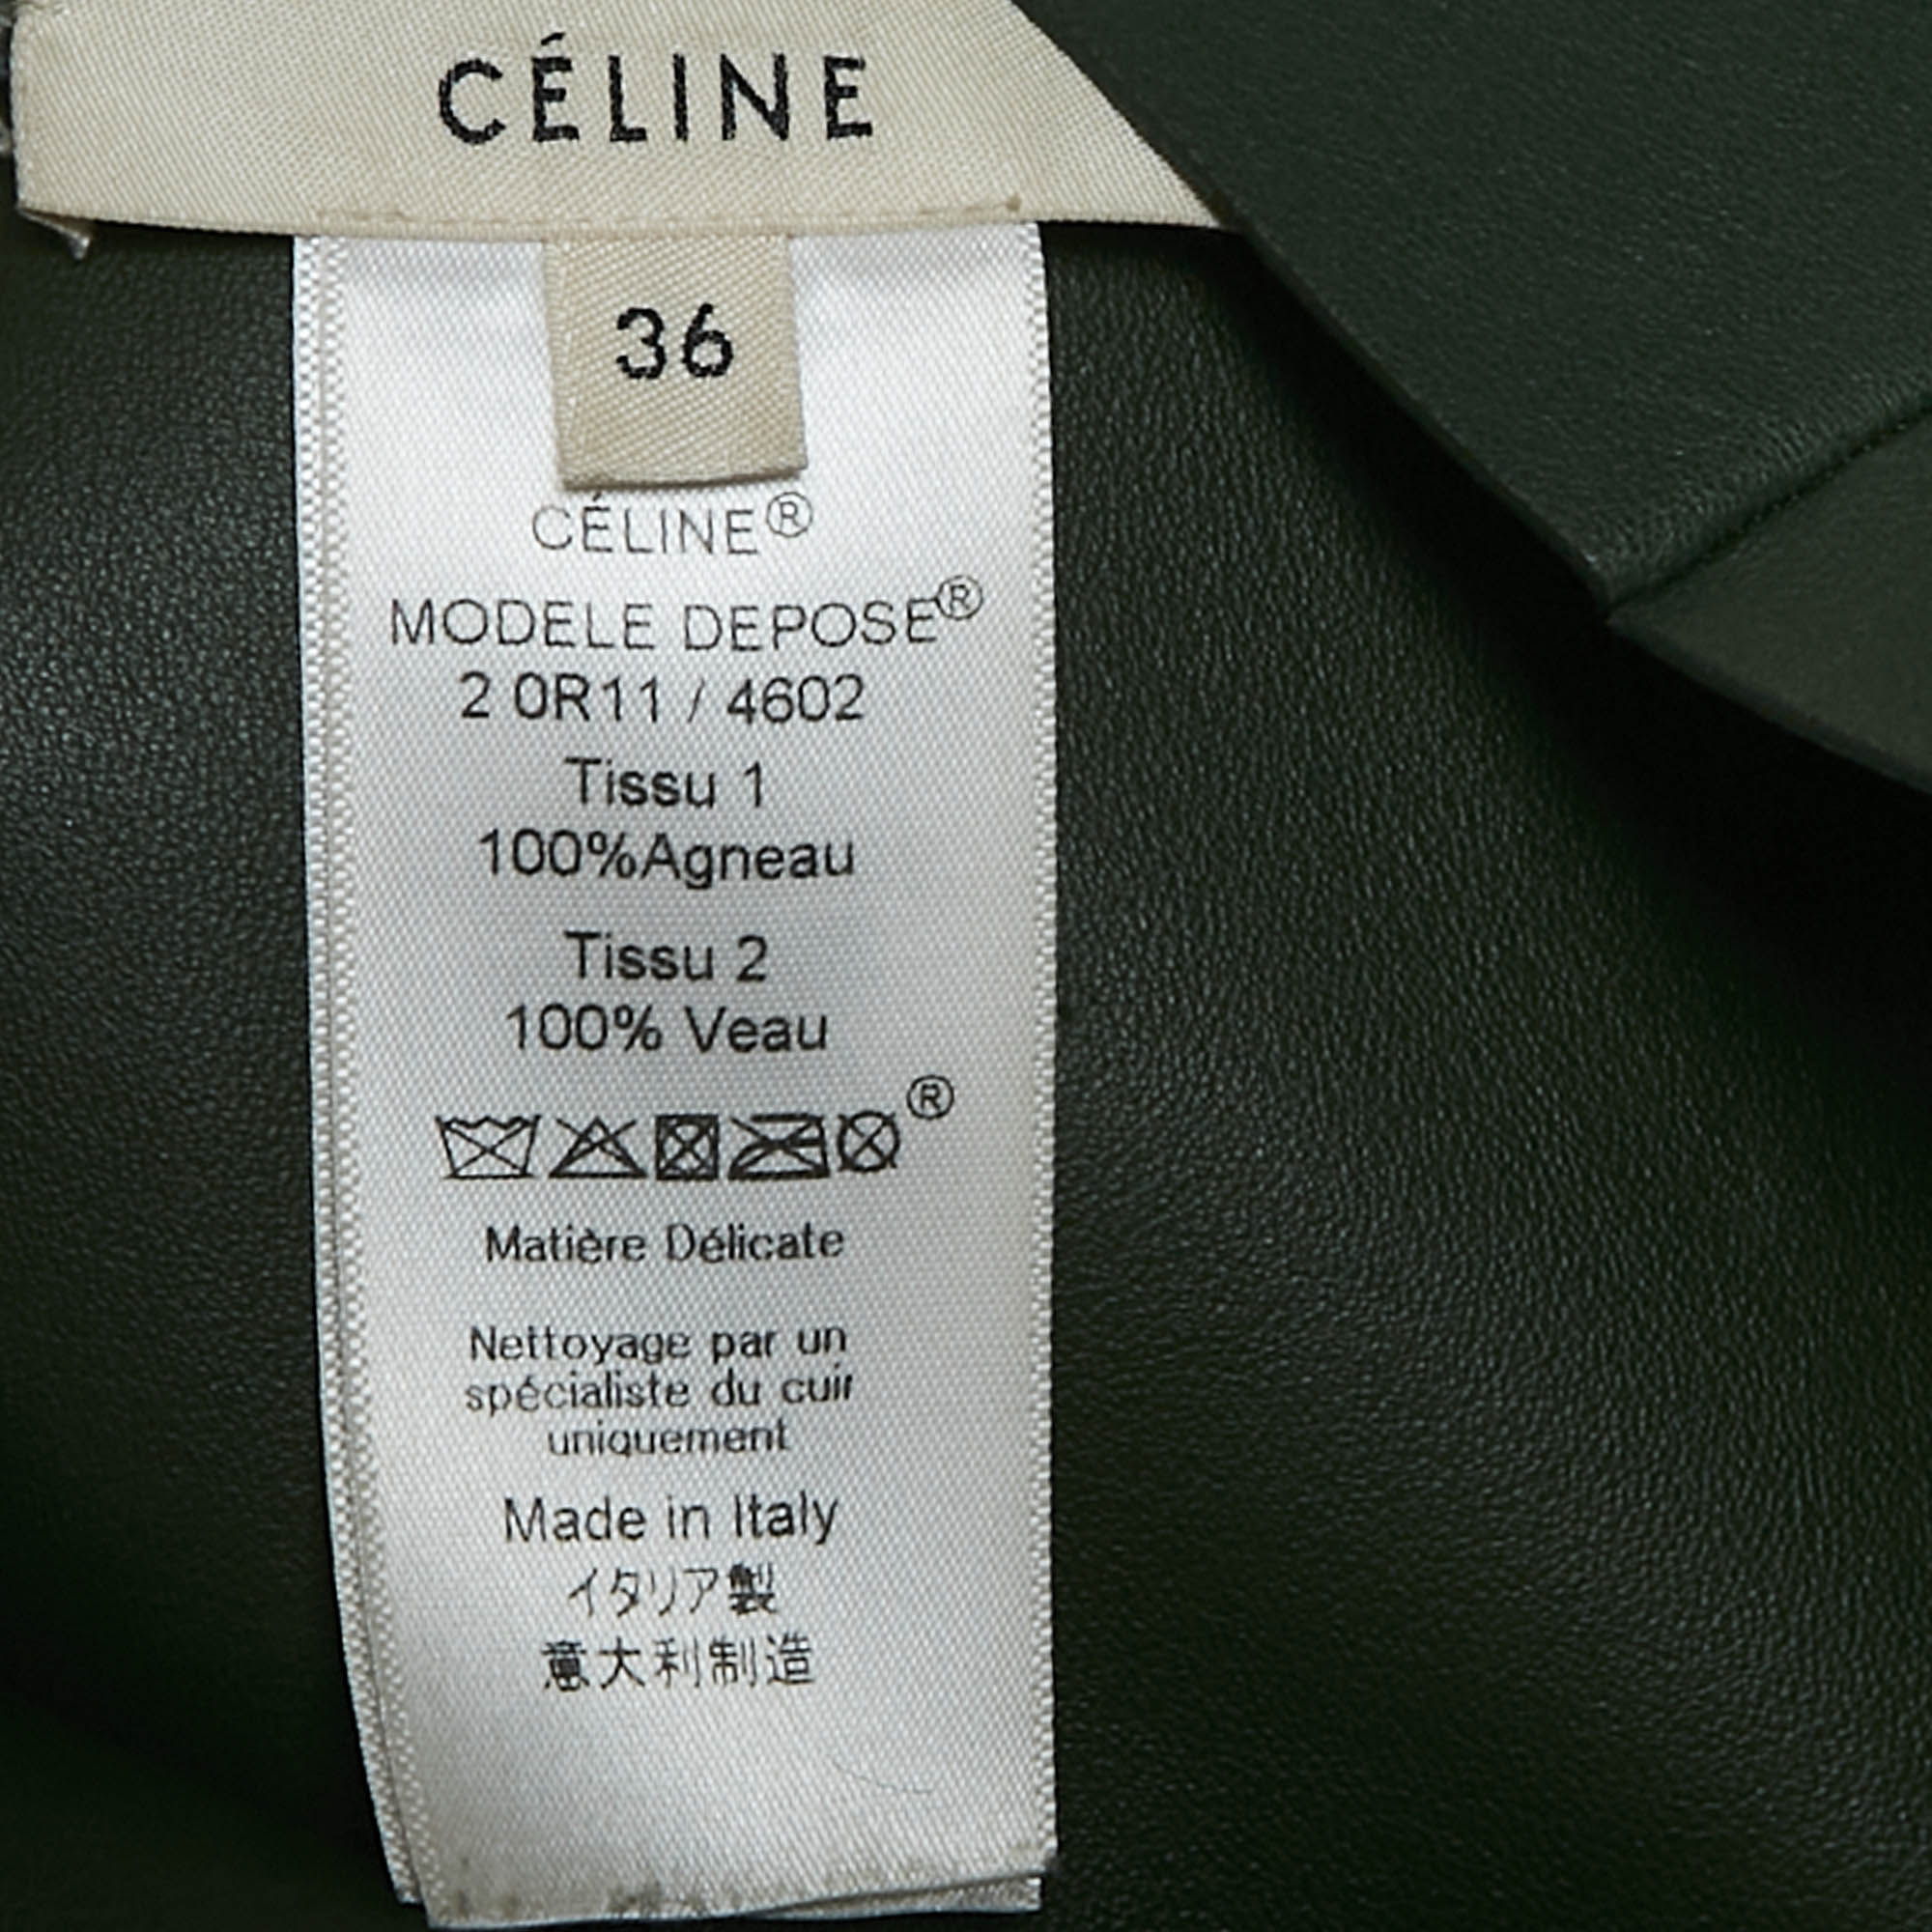 CÉLINE
36
CÉLINE®
MODELE DEPOSE®
2 0R11 / 4602
Tissu 1
100%Agneau
Tissu 2
100% Veau
®
Matière Délicate
Nettoyage par un
spécialiste du cuir
uniquement
Made in Italy
イタリア製
意大利制造